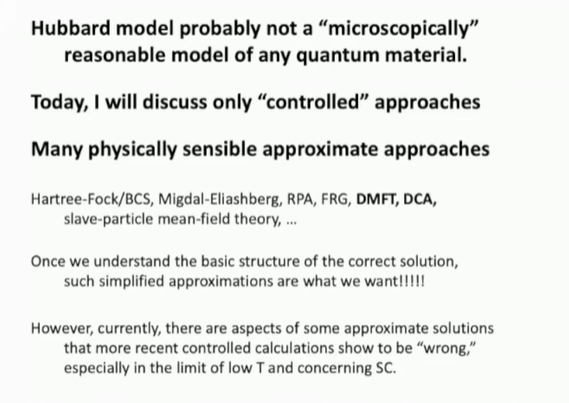 Hubbard model probably not a “microscopically”
reasonable model of any quantum material.
Today, I will discuss only “controlled” approaches
Many physically sensible approximate approaches
Hartree-Fock/BCS, Migdal-Eliashberg, RPA, FRG, DMFT, DCA,
slave-particle mean-field theory, ...
Once we understand the basic structure of the correct solution,
such simplified approximations are what we want!!!!!
However, currently, there are aspects of some approximate solutions
that more recent controlled calculations show to be “wrong,”
especially in the limit of low T and concerning SC.